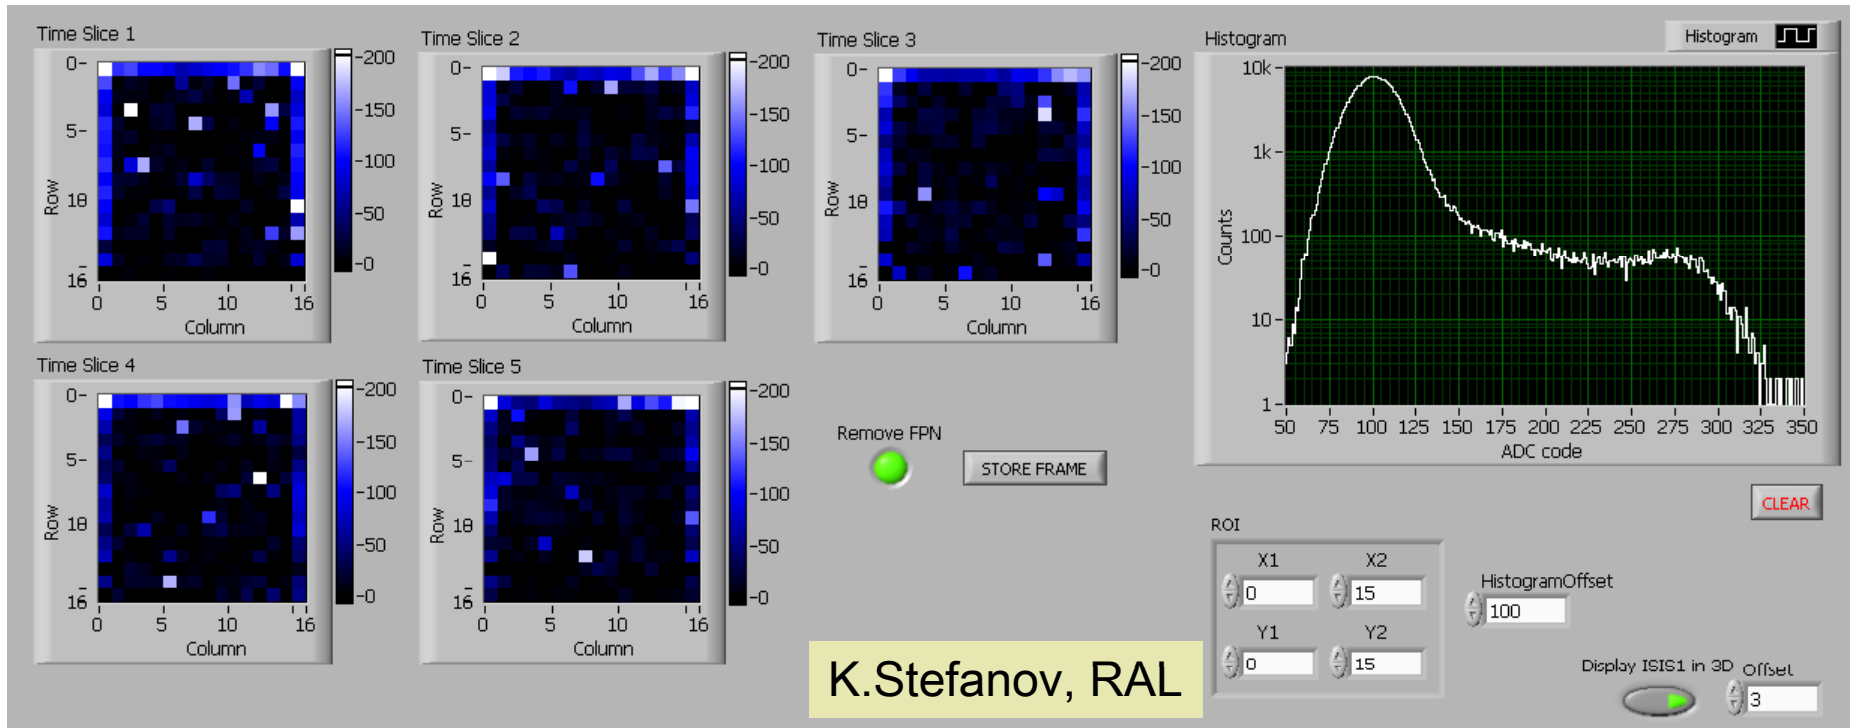 Time Slice 1
0-
5-
10
16
Row
0 5 10 16
Column
-200
-150
-100
-50
-0
Time Slice 2
0-
5-
10
16
Row
0 5 10 16
Column
-200
-150
-100
-50
-0
Time Slice 3
0-
5-
10
16
Row
0 5 10 16
Column
-200
-150
-100
-50
-0
Histogram
Histogram
10k-
1k-
100-
10-
1-
Counts
50 75 100 125 150 175 200 225 250 275 300 325 350
ADC code
Time Slice 4
0-
5-
10
16
Row
0 5 10 16
Column
-200
-150
-100
-50
-0
Time Slice 5
0-
5-
10
16
Row
0 5 10 16
Column
-200
-150
-100
-50
-0
Remove FPN
STORE FRAME
CLEAR
ROI
X1 X2
0 15
Y1 Y2
0 15
HistogramOffset
100
Display ISIS1 in 3D
Offset
3
K.Stefanov, RAL